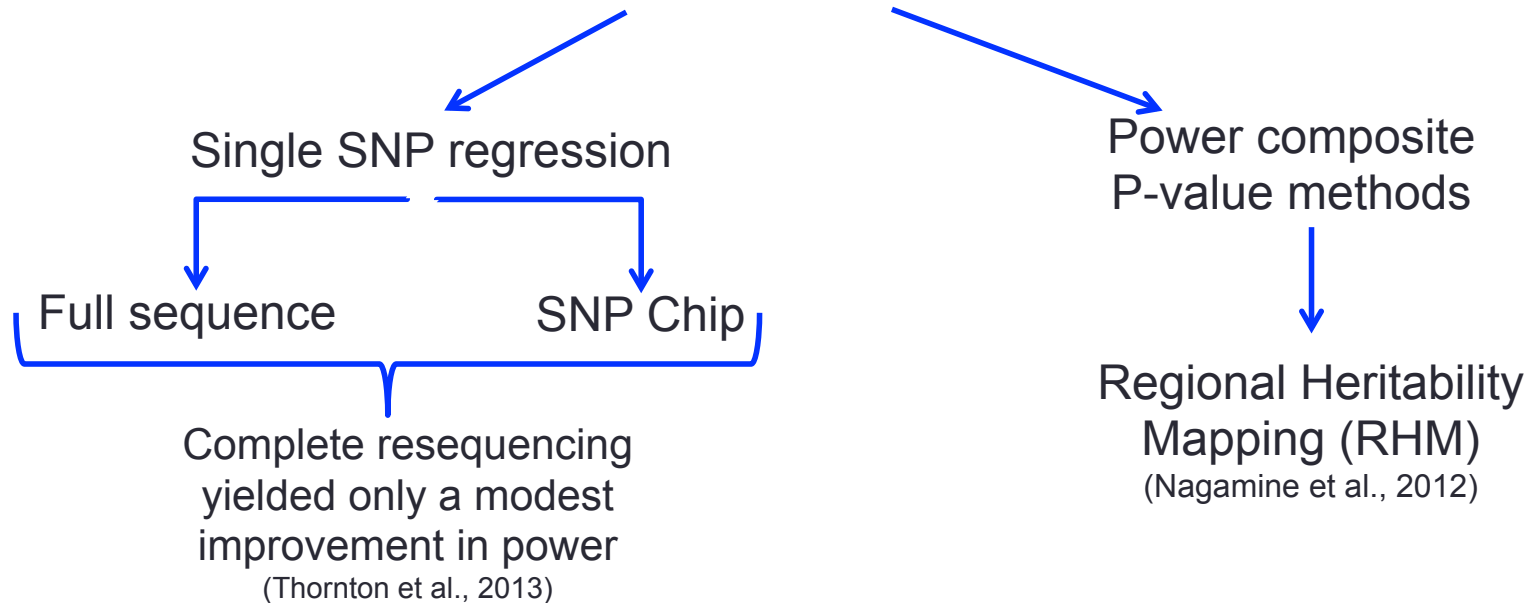 Single SNP regression
Full sequence
SNP Chip
Complete resequencing
yielded only a modest
improvement in power
(Thornton et al., 2013)
Power composite
P-value methods
Regional Heritability
Mapping (RHM)
(Nagamine et al., 2012)